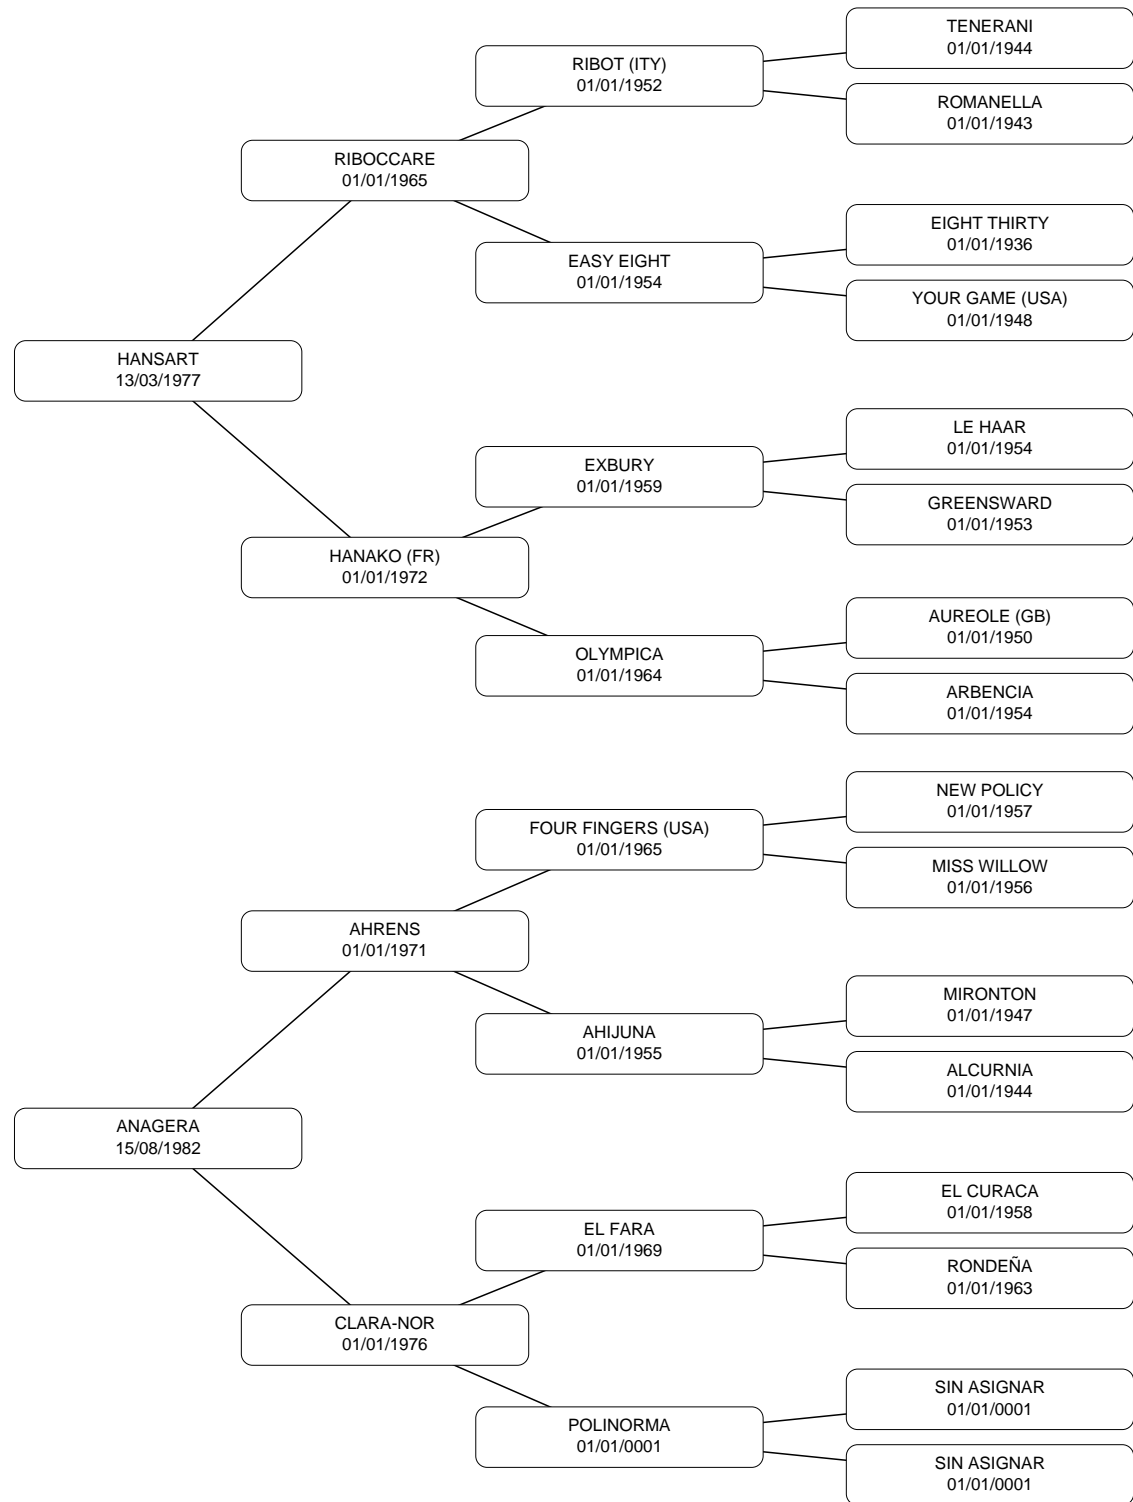 TENERANI
01/01/1944
RIBOT (ITY)
01/01/1952
ROMANELLA
01/01/1943
RIBOCCARE
01/01/1965
EIGHT THIRTY
01/01/1936
EASY EIGHT
01/01/1954
YOUR GAME (USA)
01/01/1948
HANSART
13/03/1977
LE HAAR
01/01/1954
EXBURY
01/01/1959
GREENSWARD
01/01/1953
HANAKO (FR)
01/01/1972
AUREOLE (GB)
01/01/1950
OLYMPICA
01/01/1964
ARBENCIA
01/01/1954
NEW POLICY
01/01/1957
FOUR FINGERS (USA)
01/01/1965
MISS WILLOW
01/01/1956
AHRENS
01/01/1971
MIRONTON
01/01/1947
AHIJUNA
01/01/1955
ALCURNIA
01/01/1944
ANAGERA
15/08/1982
EL CURACA
01/01/1958
EL FARA
01/01/1969
RONDEÑA
01/01/1963
CLARA-NOR
01/01/1976
SIN ASIGNAR
01/01/0001
POLINORMA
01/01/0001
SIN ASIGNAR
01/01/0001